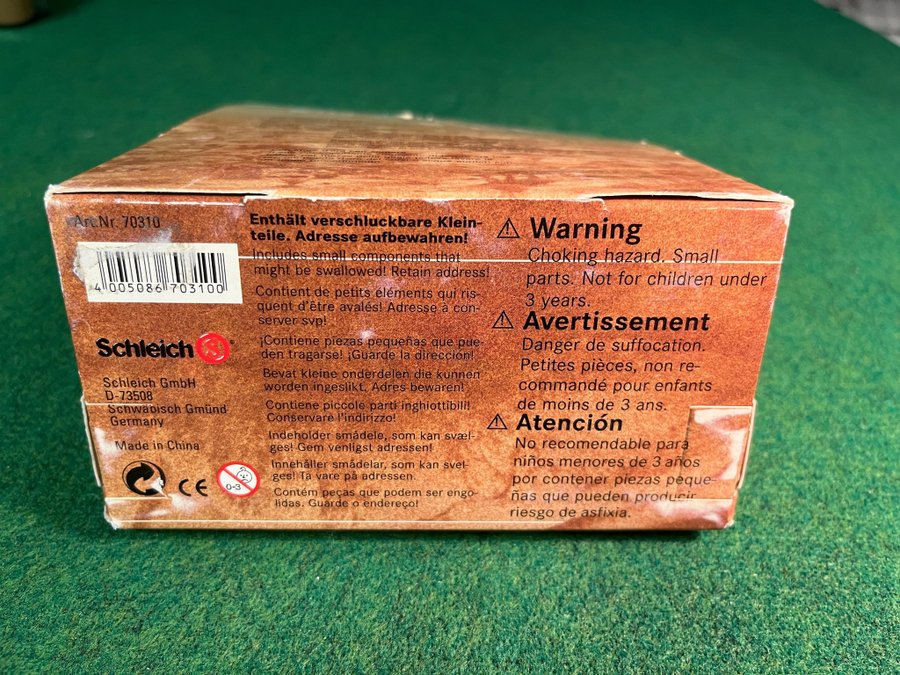 Art.Nr. 70310
4 005086 703100
Schleich S ®
Schleich GmbH
D-73508
Schwäbisch Gmünd
Germany
Made in China
CE
0-3
Enthält verschluckbare Klein-
teile. Adresse aufbewahren!
Includes small components that
might be swallowed! Retain address!
Contient de petits éléments qui ris-
quent d'être avalés! Adresse à con-
server svp!
¡Contiene piezas pequeñas que pue-
den tragarse! ¡Guarde la dirección!
Bevat kleine onderdelen die kunnen
worden ingeslikt. Adres bewaren!
Contiene piccole parti inghiottibili!
Conservare l'indirizzo!
Indeholder smådele, som kan svæl-
ges! Gem venligst adressen!
Innehåller smådelar, som kan svel-
ges! Ta vare på adressen.
Contém peças que podem ser engo-
lidas. Guarde o endereço!
⚠ Warning
Choking hazard. Small
parts. Not for children under
3 years.
⚠ Avertissement
Danger de suffocation.
Petites pièces, non re-
commandé pour enfants
de moins de 3 ans.
⚠ Atención
No recomendable para
niños menores de 3 años
por contener piezas peque-
ñas que pueden producir
riesgo de asfixia.